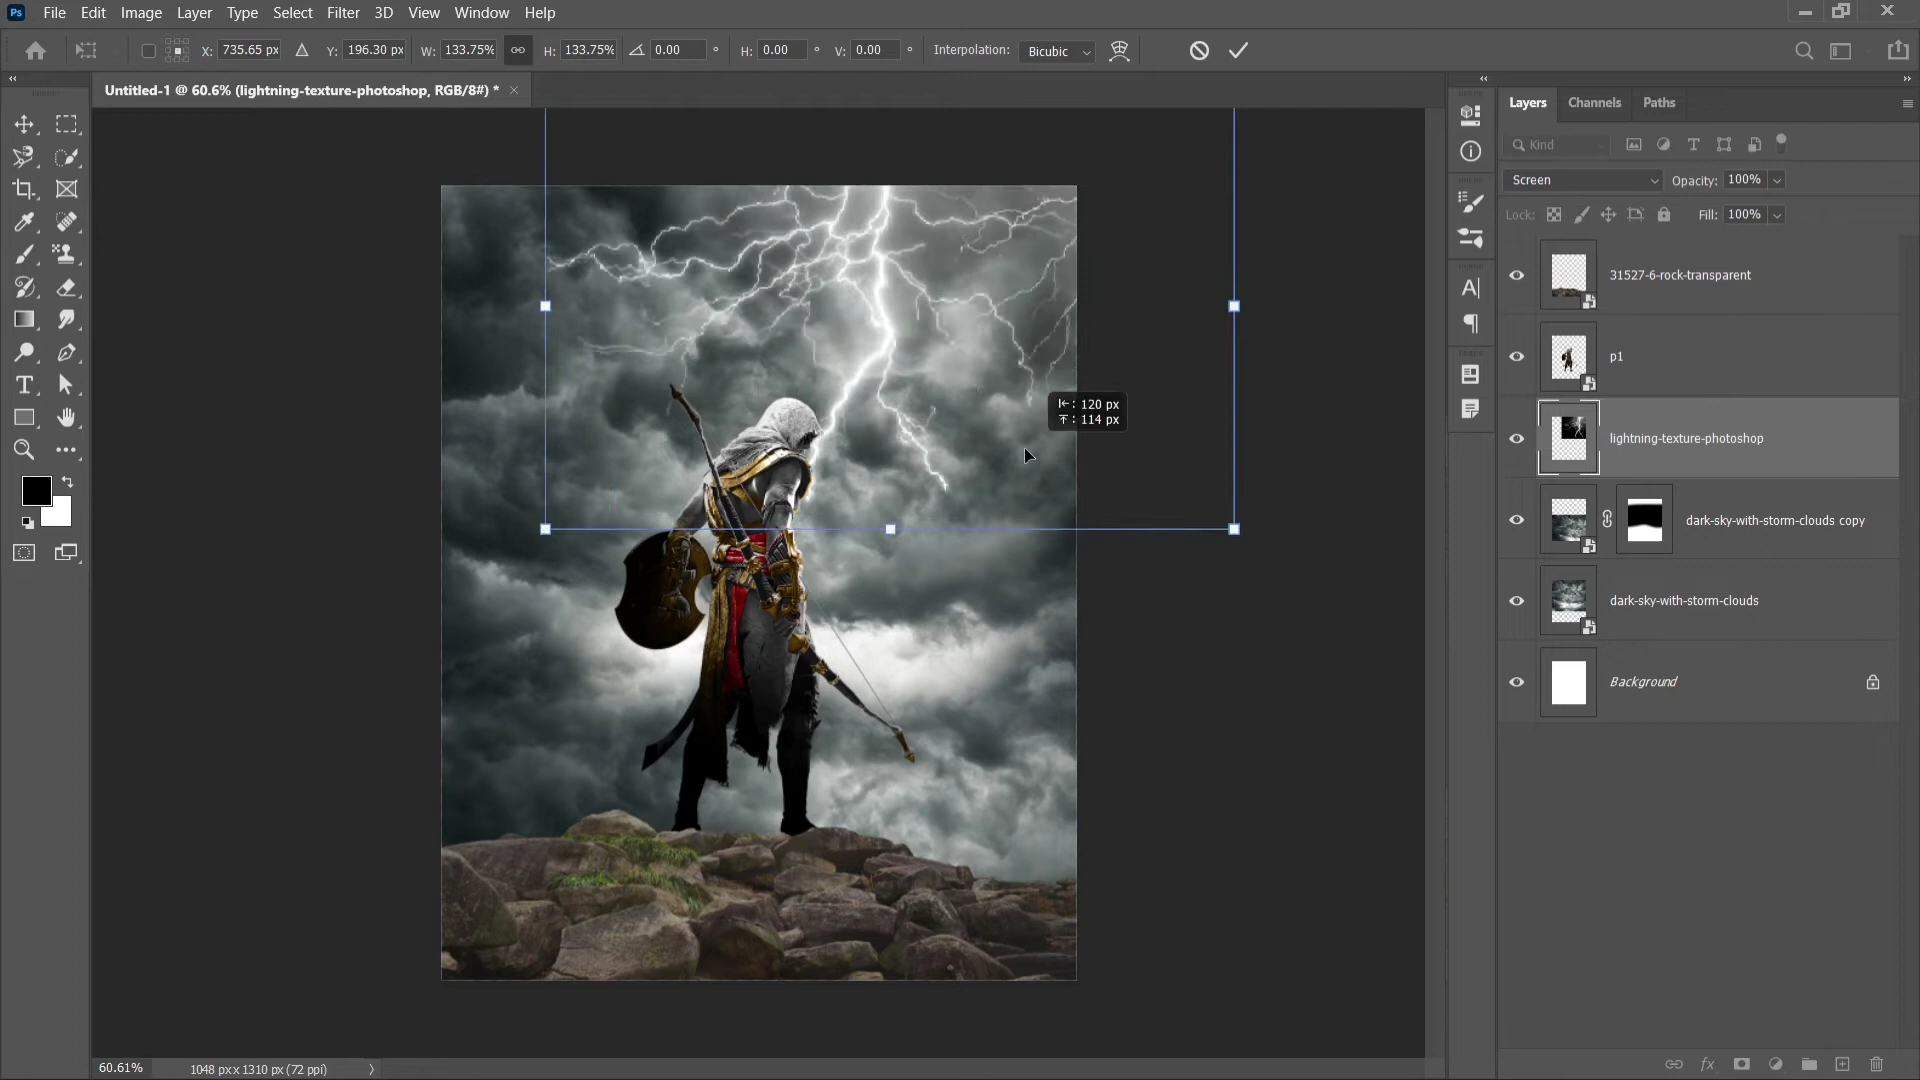 Ps File Edit Image Layer Type Select Filter 3D View Window Help
X: 735.65 px Y: 196.30 px W: 133.75% H: 133.75% 0.00 ° H: 0.00 ° V: 0.00 ° Interpolation: Bicubic
Untitled-1 @ 60.6% (lightning-texture-photoshop, RGB/8#) *
Layers Channels Paths
Kind
Screen Opacity: 100%
Lock: Fill: 100%
31527-6-rock-transparent
p1
: 120 px
: 114 px
lightning-texture-photoshop
dark-sky-with-storm-clouds copy
dark-sky-with-storm-clouds
Background
60.61% 1048 px x 1310 px (72 ppi)
fx